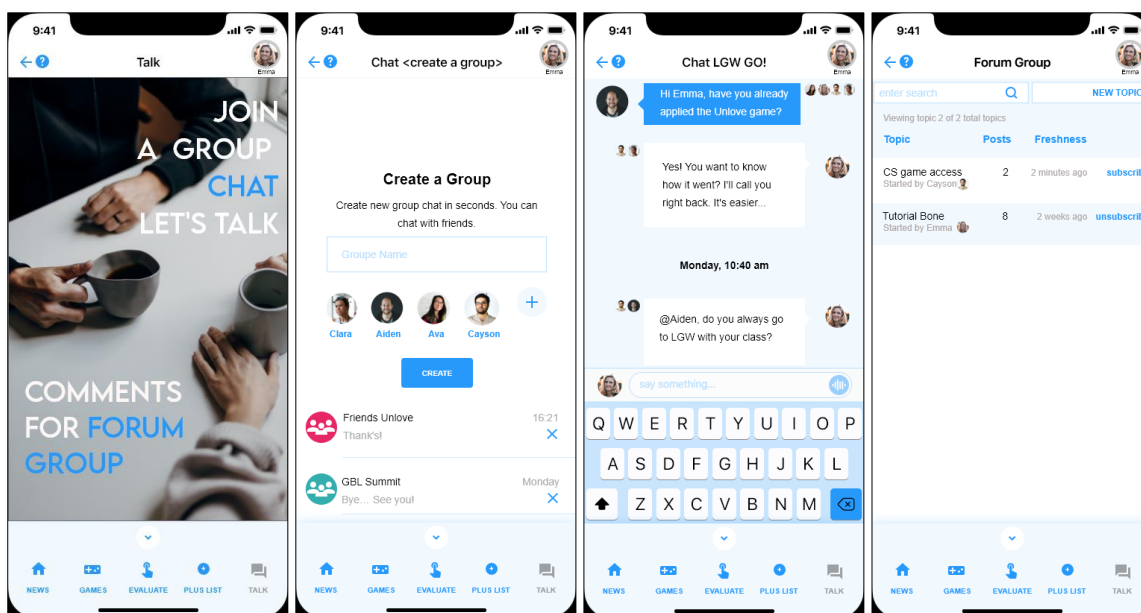 9:41
?
Talk
Emma
JOIN
A GROUP
CHAT
LET'S TALK
COMMENTS
FOR FORUM
GROUP
NEWS
GAMES
EVALUATE
PLUS LIST
TALK
9:41
?
Chat <create a group>
Emma
Create a Group
Create new group chat in seconds. You can
chat with friends.
Groupe Name
Clara
Aiden
Ava
Cayson
CREATE
Friends Unlove
16:21
Thank's!
GBL Summit
Monday
Bye... See you!
NEWS
GAMES
EVALUATE
PLUS LIST
TALK
9:41
?
Chat LGW GO!
Emma
Hi Emma, have you already
applied the Unlove game?
Yes! You want to know
how it went? I'll call you
right back. It's easier...
Monday, 10:40 am
@Aiden, do you always go
to LGW with your class?
say something...
Q W E R T Y U I O P
A S D F G H J K L
Z X C V B N M
NEWS
GAMES
EVALUATE
PLUS LIST
TALK
9:41
?
Forum Group
Emma
enter search
NEW TOPIC
Viewing topic 2 of 2 total topics
Topic Posts Freshness
CS game access 2 2 minutes ago subscrib
Started by Cayson
Tutorial Bone 8 2 weeks ago unsubscrib
Started by Emma
NEWS
GAMES
EVALUATE
PLUS LIST
TALK